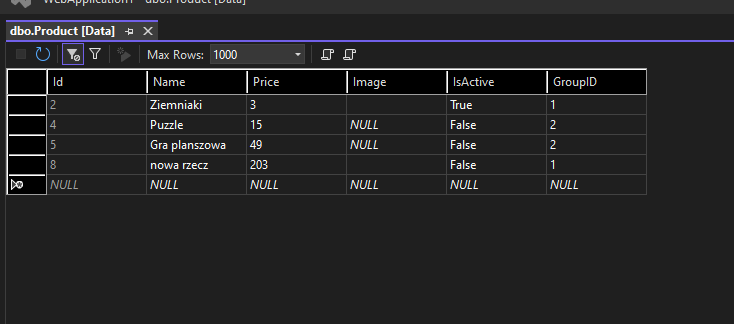 WebApplication1 - dbo.Product [Data]
dbo.Product [Data]
Max Rows: 1000
Id Name Price Image IsActive GroupID
2 Ziemniaki 3 True 1
4 Puzzle 15 NULL False 2
5 Gra planszowa 49 NULL False 2
8 nowa rzecz 203 False 1
NULL NULL NULL NULL NULL NULL